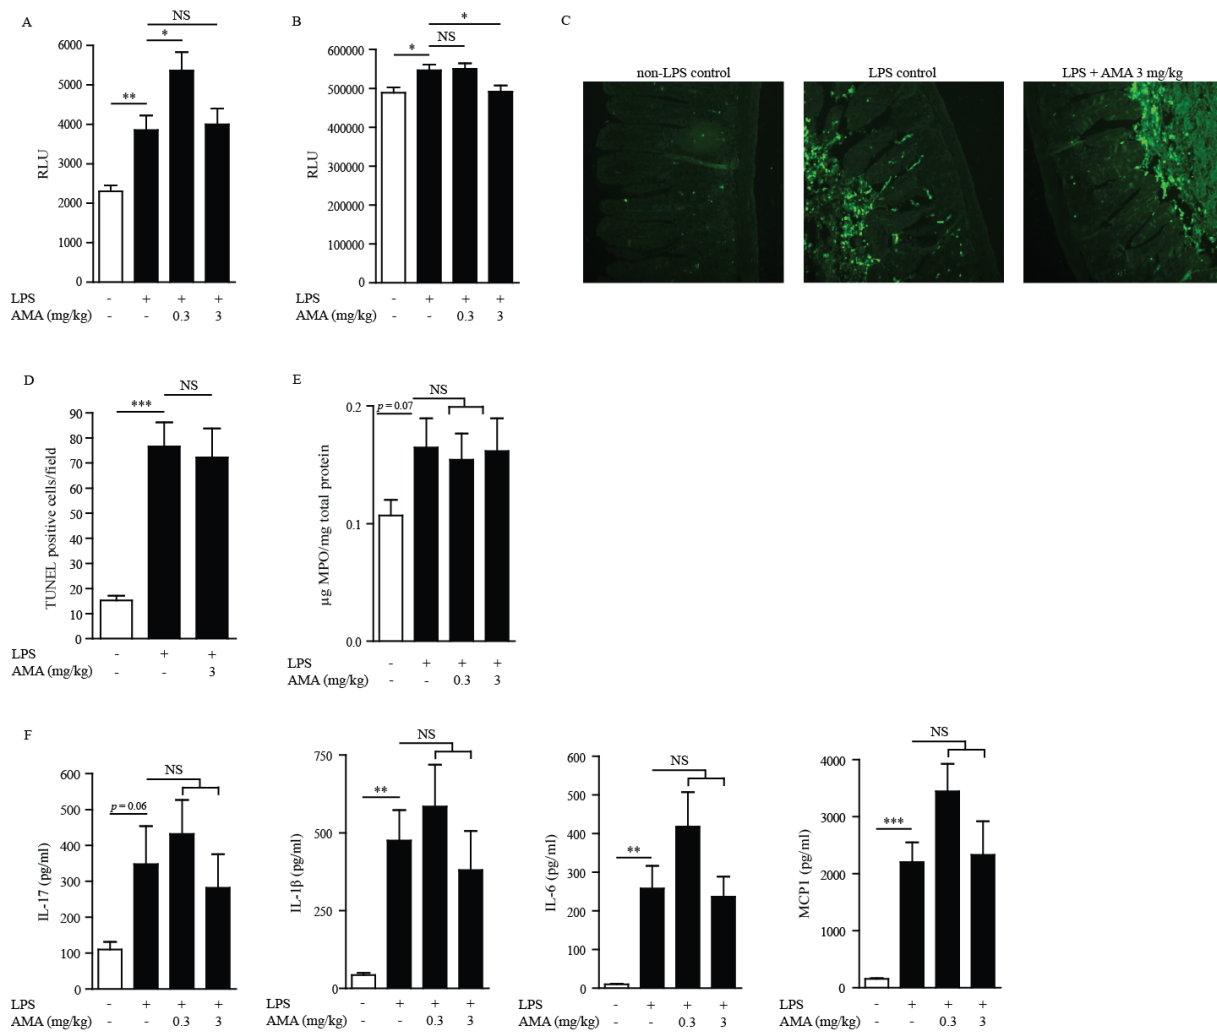 A
NS
*
**
6000
5000
4000
3000
2000
1000
0
RLU
LPS - + + +
AMA (mg/kg) - - 0.3 3
B
*
* NS
600000
500000
400000
300000
200000
100000
0
RLU
LPS - + + +
AMA (mg/kg) - - 0.3 3
C
non-LPS control LPS control LPS + AMA 3 mg/kg
D
NS
***
90
80
70
60
50
40
30
20
10
0
TUNEL positive cells/field
LPS - + +
AMA (mg/kg) - - 3
E
NS
p = 0.07
0.2
0.1
0.0
µg MPO/mg total protein
LPS - + + +
AMA (mg/kg) - - 0.3 3
F
NS
p = 0.06
600
500
400
300
200
100
0
IL-17 (pg/ml)
LPS - + + +
AMA (mg/kg) - - 0.3 3
NS
**
750
500
250
0
IL-1β (pg/ml)
LPS - + + +
AMA (mg/kg) - - 0.3 3
NS
**
600
500
400
300
200
100
0
IL-6 (pg/ml)
LPS - + + +
AMA (mg/kg) - - 0.3 3
NS
***
4000
3000
2000
1000
0
MCP1 (pg/ml)
LPS - + + +
AMA (mg/kg) - - 0.3 3